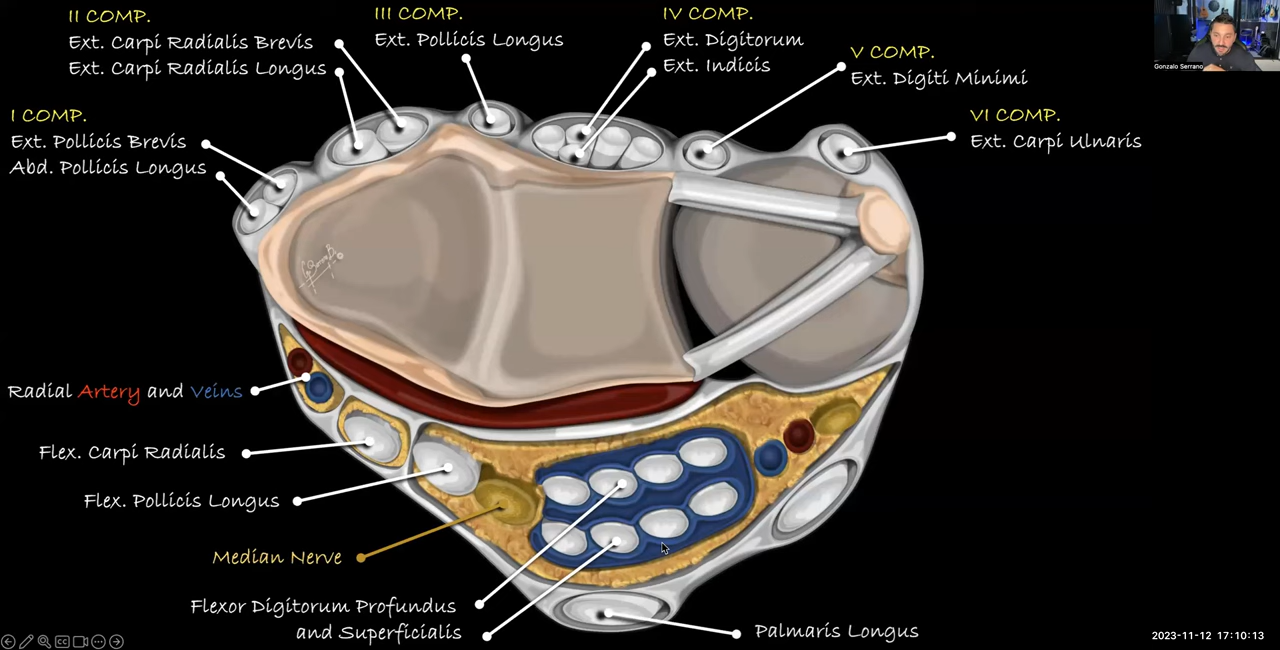 II COMP.
Ext. Carpi Radialis Brevis
Ext. Carpi Radialis Longus
III COMP.
Ext. Pollicis Longus
IV COMP.
Ext. Digitorum
Ext. Indicis
V COMP.
Ext. Digiti Minimi
VI COMP.
Ext. Carpi Ulnaris
I COMP.
Ext. Pollicis Brevis
Abd. Pollicis Longus
Radial Artery and Veins
Flex. Carpi Radialis
Flex. Pollicis Longus
Median Nerve
Flexor Digitorum Profundus
and Superficialis
Palmaris Longus
Gonzalo Serrano
CC
2023-11-12 17:10:13